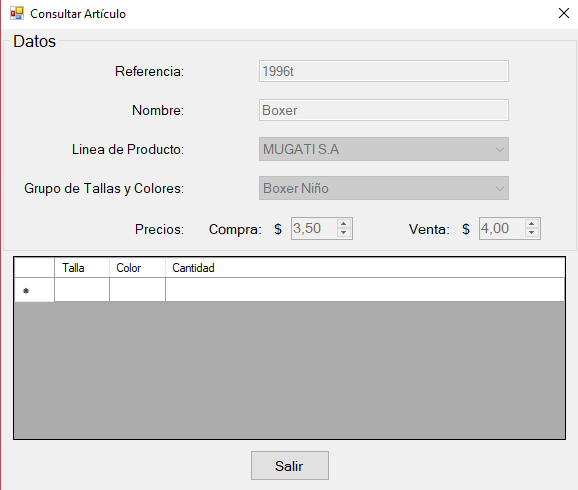 Consultar Artículo
Datos
Referencia: 1996t
Nombre: Boxer
Linea de Producto: MUGATI S.A
Grupo de Tallas y Colores: Boxer Niño
Precios: Compra: $ 3,50 Venta: $ 4,00
Talla Color Cantidad
Salir